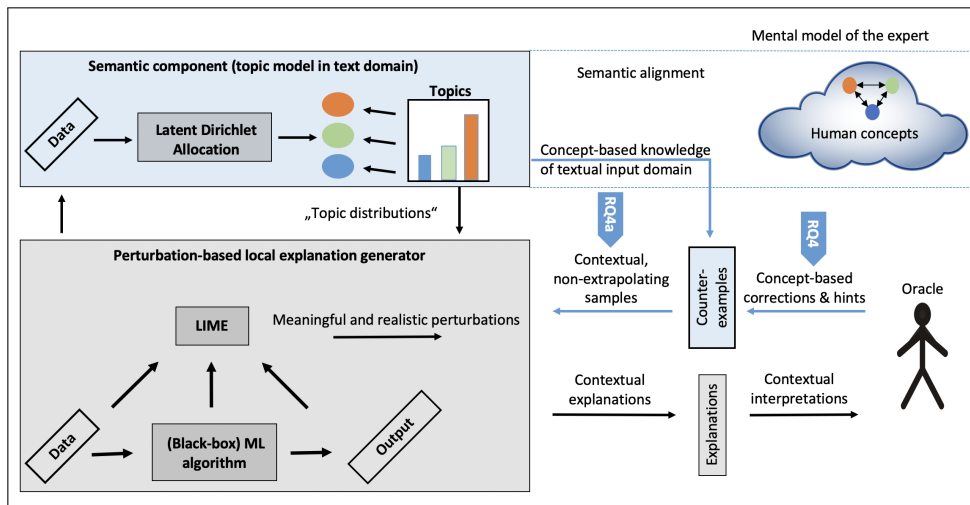 Mental model of the expert
Semantic component (topic model in text domain)
Semantic alignment
Topics
Data
Latent Dirichlet
Allocation
Human concepts
Concept-based knowledge
of textual input domain
„Topic distributions“
RQ4a
RQ4
Perturbation-based local explanation generator
Contextual,
non-extrapolating
samples
Counter-
examples
Concept-based
corrections & hints
Oracle
LIME
Meaningful and realistic perturbations
Contextual
explanations
Explanations
Contextual
interpretations
Data
(Black-box) ML
algorithm
Output